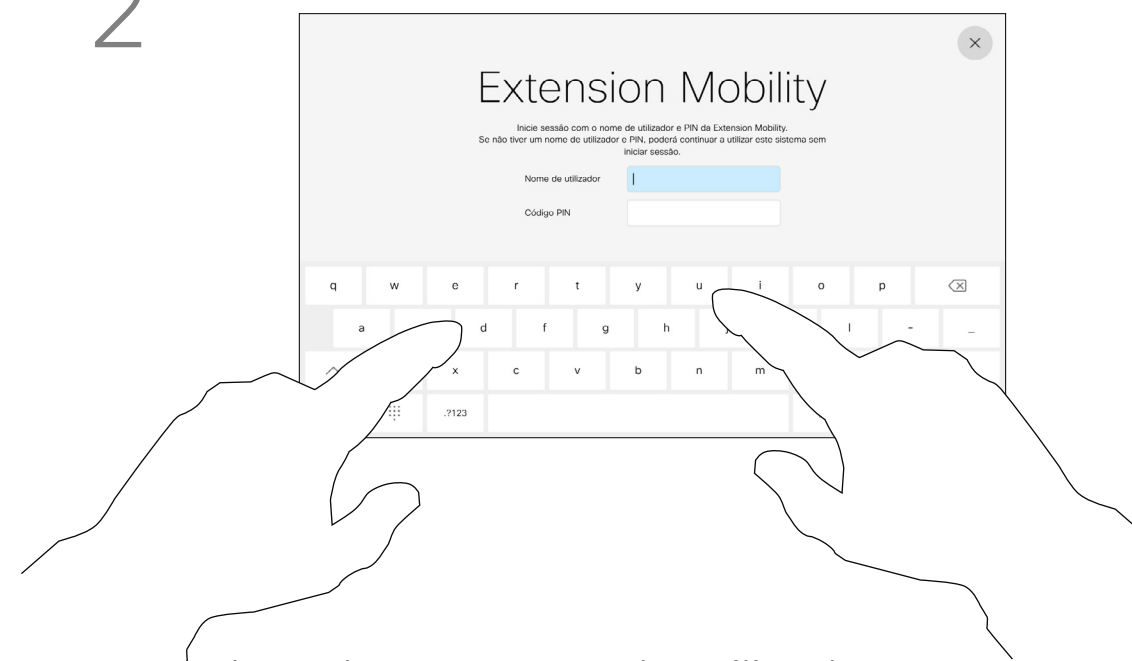 2
Extension Mobility
Inicie sessão com o nome de utilizador e PIN da Extension Mobility.
Se não tiver um nome de utilizador e PIN, poderá continuar a utilizar este sistema sem
iniciar sessão.
Nome de utilizador
Código PIN
q w e r t y u i o p
a d f g h j l - _
x c v b n m
.?123